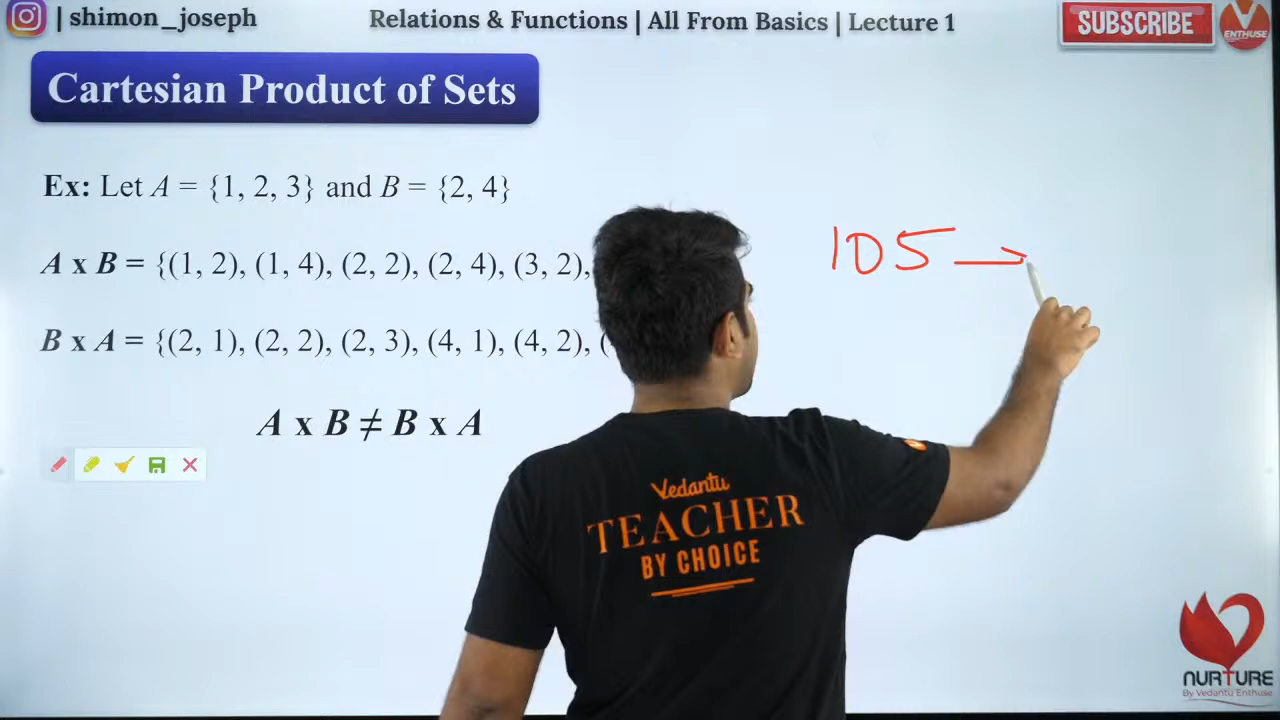 | shimon_joseph
Relations & Functions | All From Basics | Lecture 1
SUBSCRIBE
ENTHUSE
Cartesian Product of Sets
Ex: Let A = {1, 2, 3} and B = {2, 4}
105 →
A x B = {(1, 2), (1, 4), (2, 2), (2, 4), (3, 2),
B x A = {(2, 1), (2, 2), (2, 3), (4, 1), (4, 2), (
A x B ≠ B x A
Vedantu
TEACHER
BY CHOICE
NURTURE
By Vedantu Enthuse